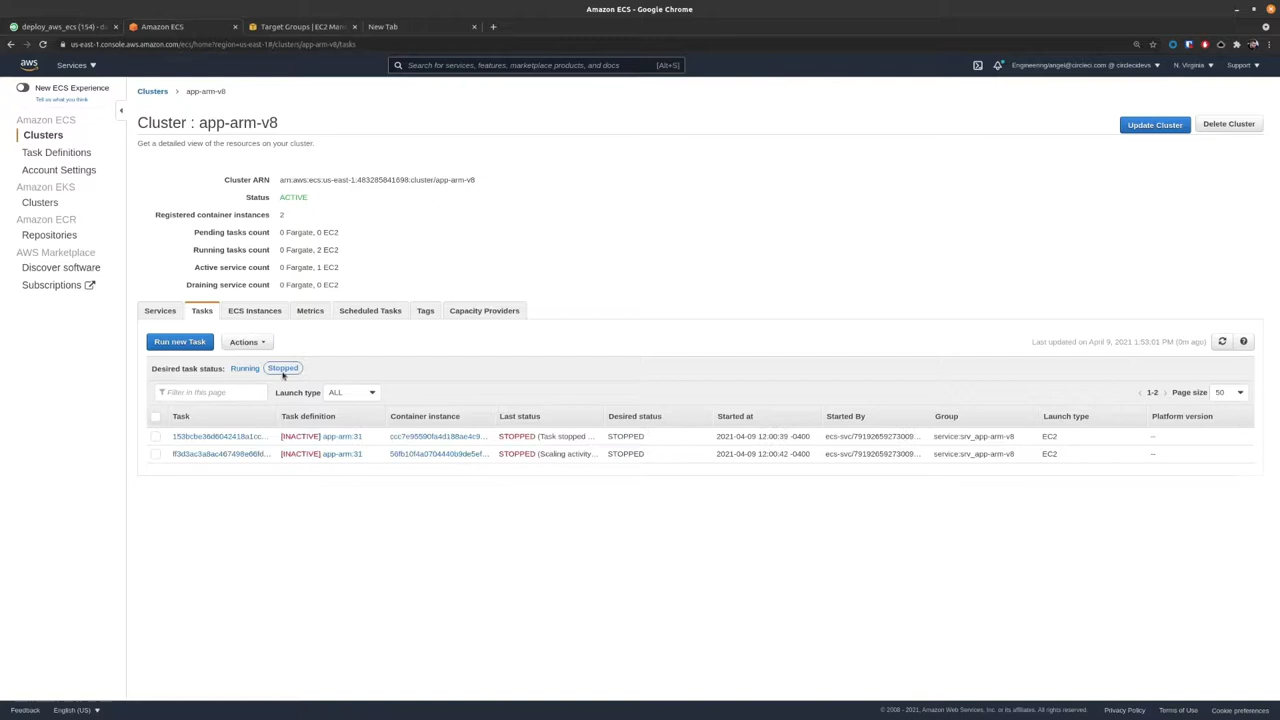 Amazon ECS - Google Chrome
deploy_aws_ecs (154) - d
Amazon ECS
Target Groups | EC2 Man
New Tab
us-east-1.console.aws.amazon.com/ecs/home?region=us-east-1#/clusters/app-arm-v8/tasks
aws
Services
Search for services, features, marketplace products, and docs
[Alt+S]
Engineering/angel@circleci.com @ circlecidevs
N. Virginia
Support
New ECS Experience
Tell us what you think
Amazon ECS
Clusters
Task Definitions
Account Settings
Amazon EKS
Clusters
Amazon ECR
Repositories
AWS Marketplace
Discover software
Subscriptions
Clusters > app-arm-v8
Cluster : app-arm-v8
Update Cluster
Delete Cluster
Get a detailed view of the resources on your cluster.
Cluster ARN arn:aws:ecs:us-east-1:483285841698:cluster/app-arm-v8
Status ACTIVE
Registered container instances 2
Pending tasks count 0 Fargate, 0 EC2
Running tasks count 0 Fargate, 2 EC2
Active service count 0 Fargate, 1 EC2
Draining service count 0 Fargate, 0 EC2
Services Tasks ECS Instances Metrics Scheduled Tasks Tags Capacity Providers
Run new Task
Actions
Last updated on April 9, 2021 1:53:01 PM (0m ago)
Desired task status: Running Stopped
Filter in this page
Launch type ALL
1-2 Page size 50
Task Task definition Container instance Last status Desired status Started at Started By Group Launch type Platform version
153bcbe36d6042418a1cc... [INACTIVE] app-arm:31 ccc7e95590fa4d188ae4c9... STOPPED (Task stopped ... STOPPED 2021-04-09 12:00:39 -0400 ecs-svc/79192659273009... service:srv_app-arm-v8 EC2 --
ff3d3ac3a8ac467498e66fd... [INACTIVE] app-arm:31 56fb10f4a0704440b9de5ef... STOPPED (Scaling activity... STOPPED 2021-04-09 12:00:42 -0400 ecs-svc/79192659273009... service:srv_app-arm-v8 EC2 --
Feedback
English (US)
© 2008 - 2021, Amazon Web Services, Inc. or its affiliates. All rights reserved.
Privacy Policy
Terms of Use
Cookie preferences